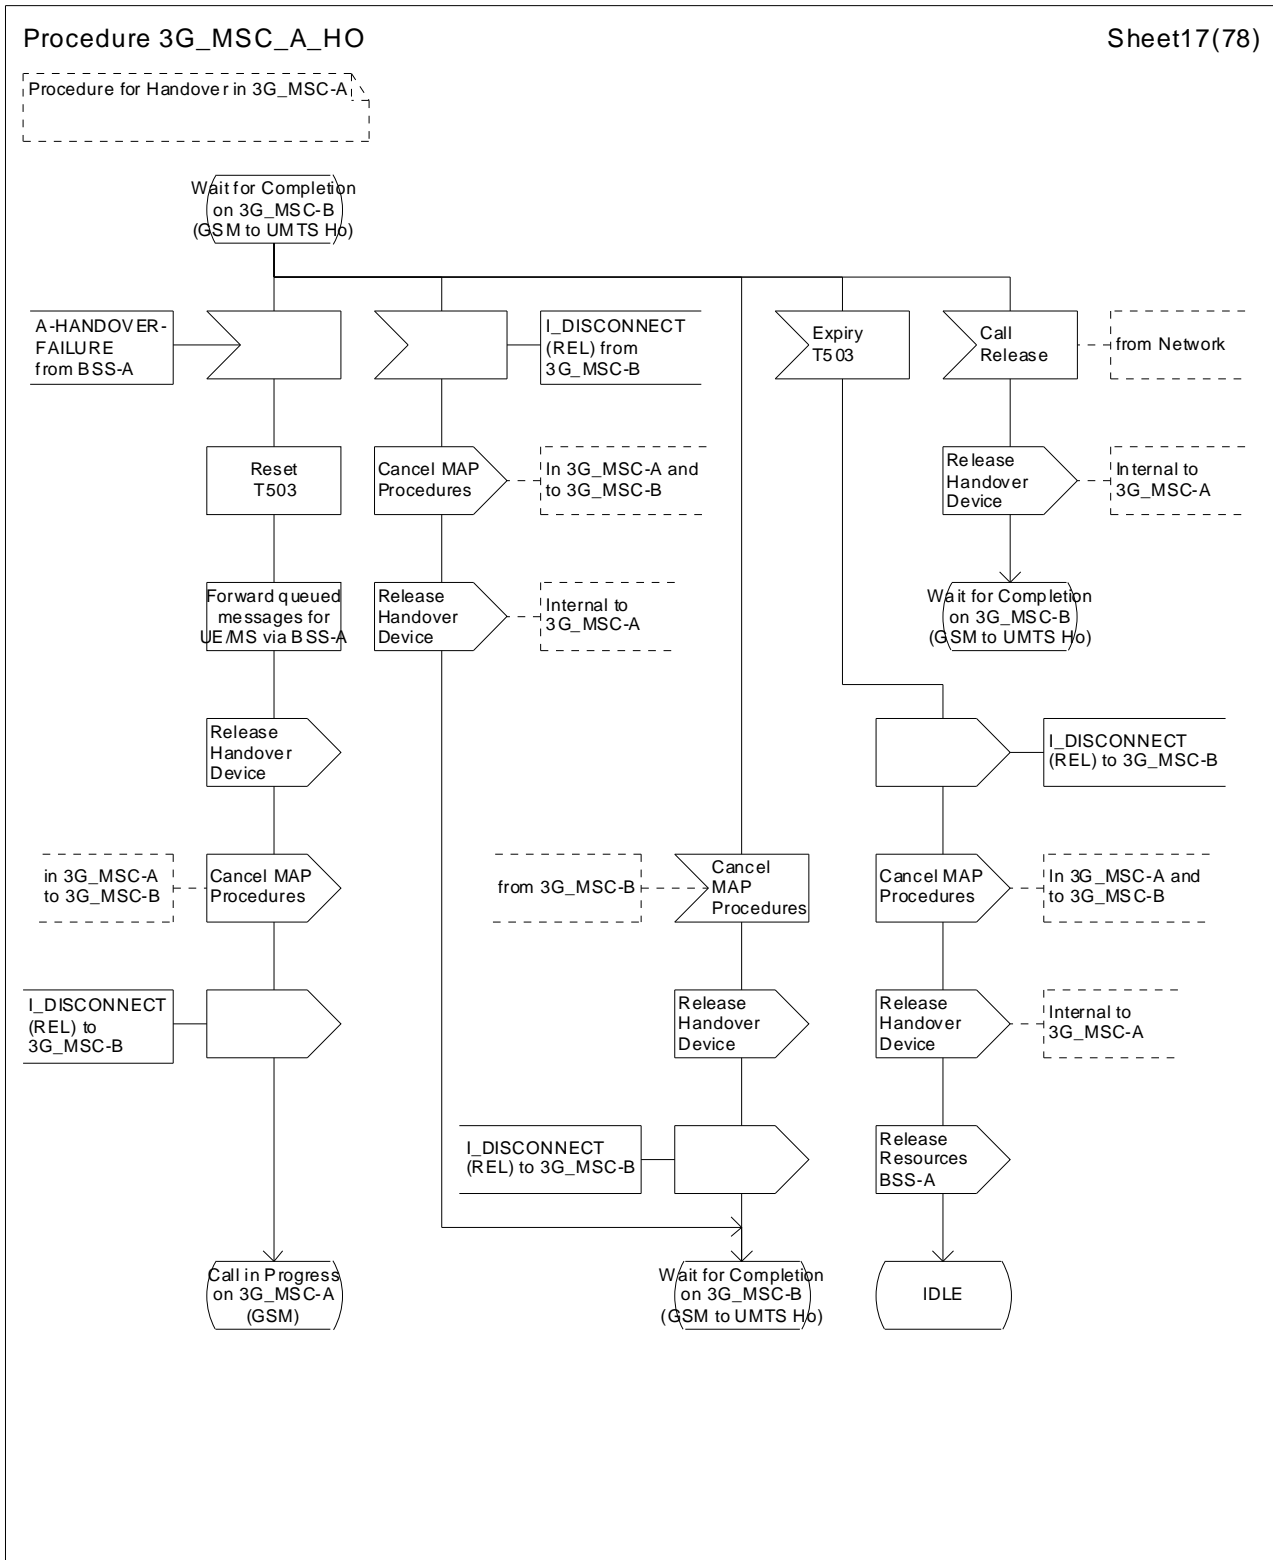 Procedure 3G_MSC_A_HO
Sheet17(78)
Procedure for Handover in 3G_MSC-A
Wait for Completion
on 3G_MSC-B
(GSM to UMTS Ho)
A-HANDOVER-
FAILURE
from BSS-A
I_DISCONNECT
(REL) from
3G_MSC-B
Expiry
T503
Call
Release
from Network
Reset
T503
Cancel MAP
Procedures
In 3G_MSC-A and
to 3G_MSC-B
Release
Handover
Device
Internal to
3G_MSC-A
Forward queued
messages for
UE/MS via BSS-A
Release
Handover
Device
Internal to
3G_MSC-A
Wait for Completion
on 3G_MSC-B
(GSM to UMTS Ho)
Release
Handover
Device
I_DISCONNECT
(REL) to 3G_MSC-B
in 3G_MSC-A
to 3G_MSC-B
Cancel MAP
Procedures
from 3G_MSC-B
Cancel
MAP
Procedures
Cancel MAP
Procedures
In 3G_MSC-A and
to 3G_MSC-B
I_DISCONNECT
(REL) to
3G_MSC-B
Release
Handover
Device
Release
Handover
Device
Internal to
3G_MSC-A
I_DISCONNECT
(REL) to 3G_MSC-B
Release
Resources
BSS-A
Call in Progress
on 3G_MSC-A
(GSM)
Wait for Completion
on 3G_MSC-B
(GSM to UMTS Ho)
IDLE